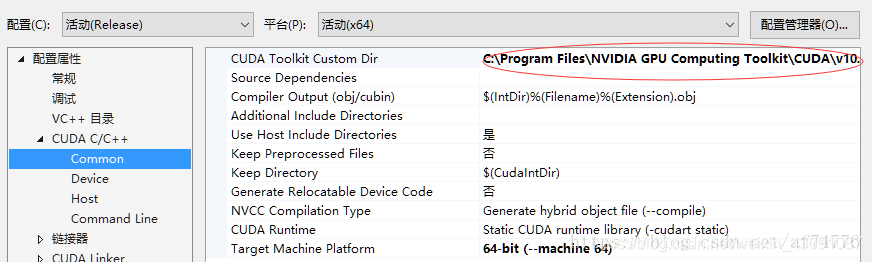 配置(C): 活动(Release) 平台(P): 活动(x64) 配置管理器(O)...
配置属性
常规
调试
VC++ 目录
CUDA C/C++
Common
Device
Host
Command Line
链接器
CUDA Linker
CUDA Toolkit Custom Dir C:\Program Files\NVIDIA GPU Computing Toolkit\CUDA\v10.
Source Dependencies
Compiler Output (obj/cubin) $(IntDir)%(Filename)%(Extension).obj
Additional Include Directories
Use Host Include Directories 是
Keep Preprocessed Files 否
Keep Directory $(CudaIntDir)
Generate Relocatable Device Code 否
NVCC Compilation Type Generate hybrid object file (--compile)
CUDA Runtime Static CUDA runtime library (-cudart static)
Target Machine Platform 64-bit (--machine 64)